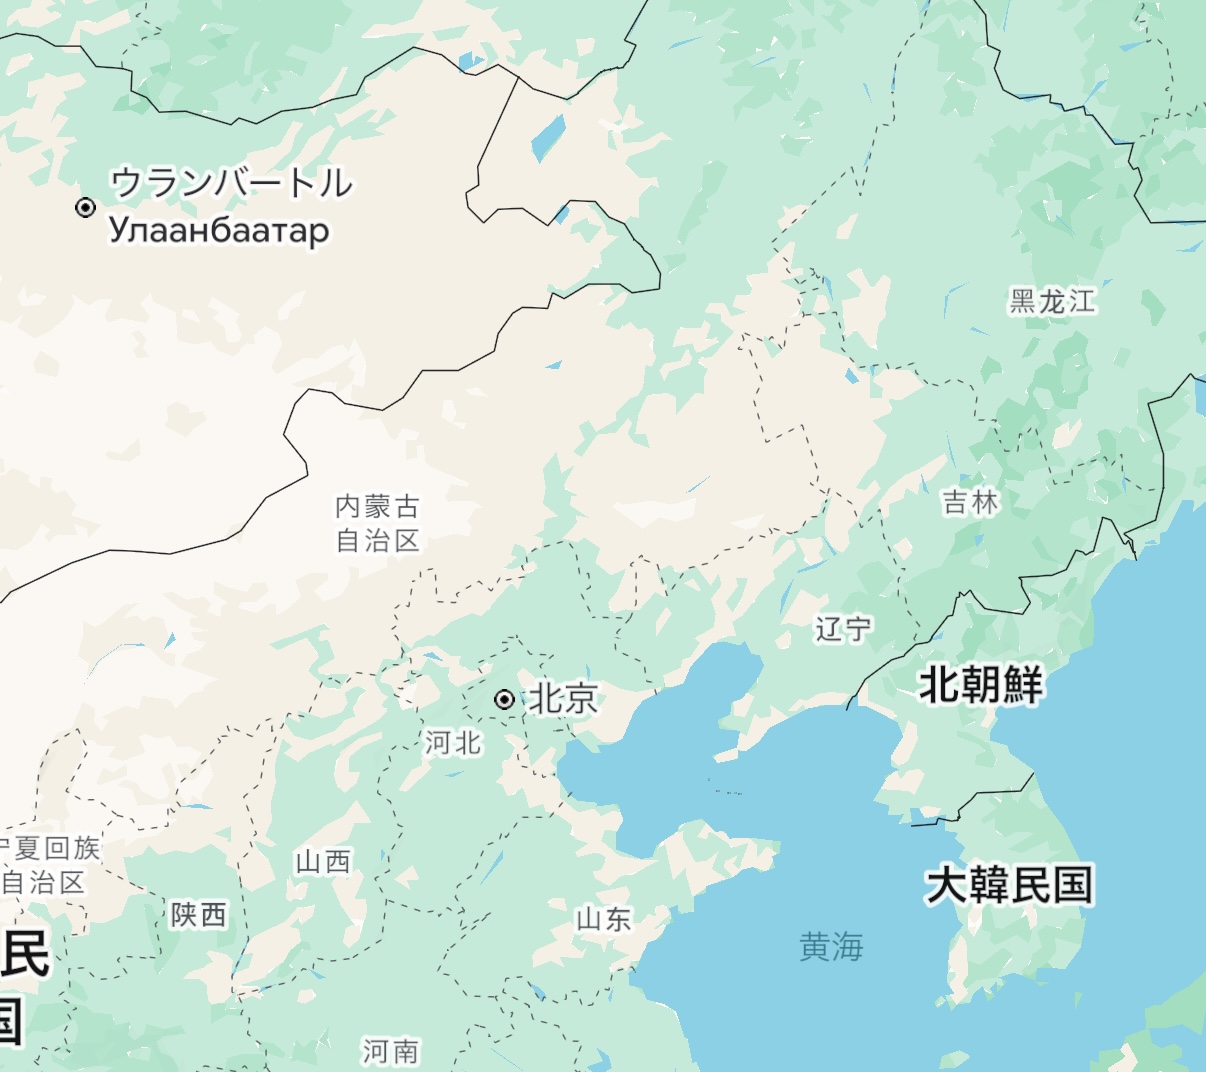 ウランバートル
Улаанбаатар
黑龙江
内蒙古
自治区
吉林
辽宁
北朝鮮
北京
河北
夏回族
自治区
山西
大韓民国
陕西
山东
民
黄海
国
河南